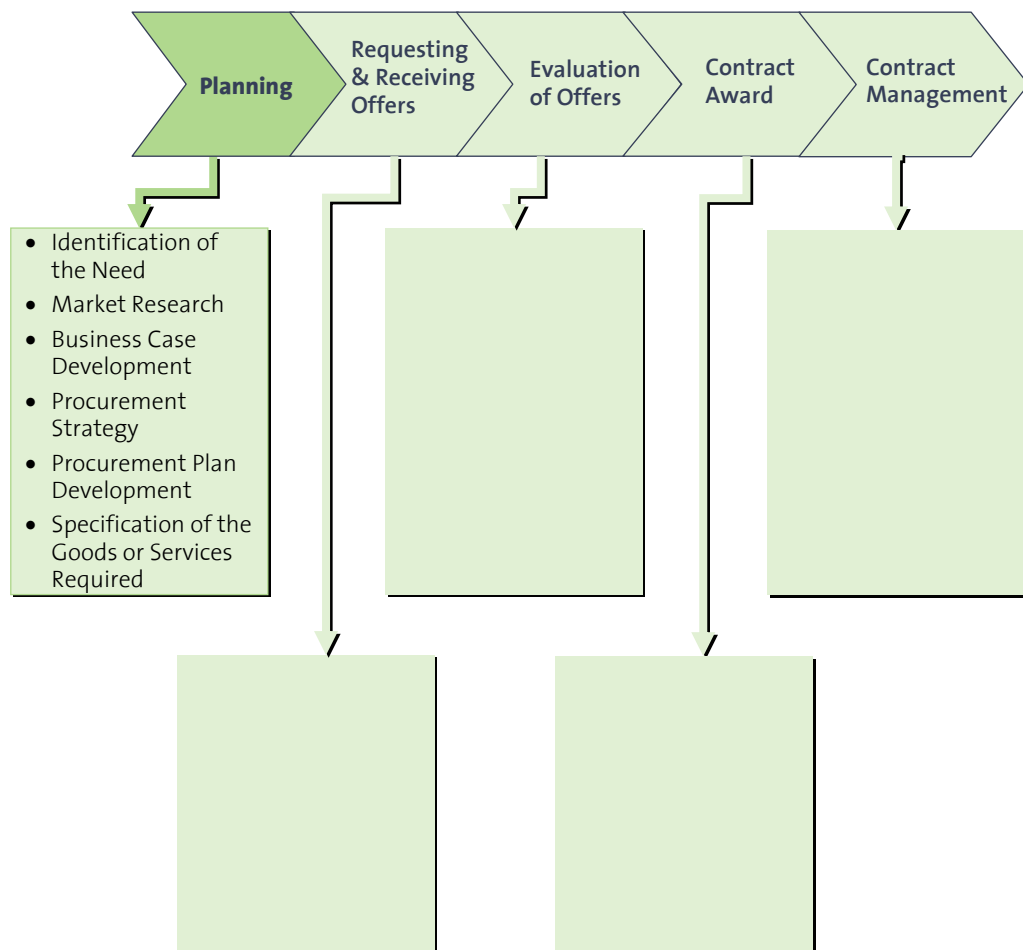 Planning
Requesting
& Receiving
Offers
Evaluation
of Offers
Contract
Award
Contract
Management
• Identification of
the Need
• Market Research
• Business Case
Development
• Procurement
Strategy
• Procurement Plan
Development
• Specification of the
Goods or Services
Required